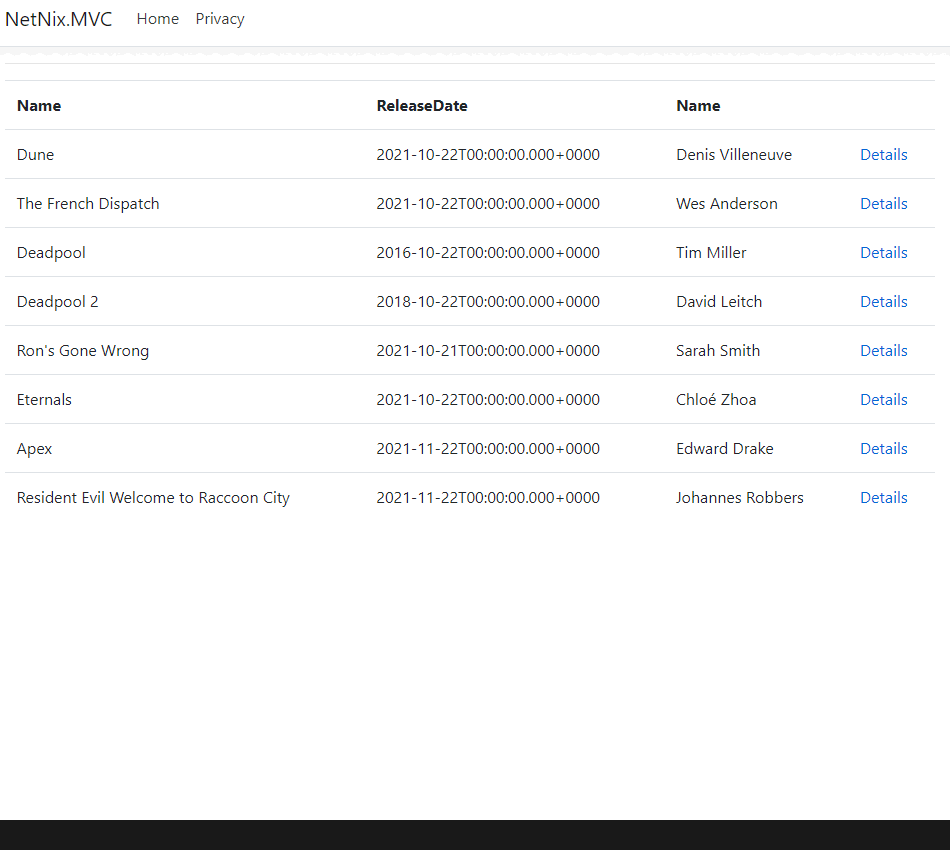 NetNix.MVC Home Privacy
Name ReleaseDate Name
Dune 2021-10-22T00:00:00.000+0000 Denis Villeneuve Details
The French Dispatch 2021-10-22T00:00:00.000+0000 Wes Anderson Details
Deadpool 2016-10-22T00:00:00.000+0000 Tim Miller Details
Deadpool 2 2018-10-22T00:00:00.000+0000 David Leitch Details
Ron's Gone Wrong 2021-10-21T00:00:00.000+0000 Sarah Smith Details
Eternals 2021-10-22T00:00:00.000+0000 Chloé Zhoa Details
Apex 2021-11-22T00:00:00.000+0000 Edward Drake Details
Resident Evil Welcome to Raccoon City 2021-11-22T00:00:00.000+0000 Johannes Robbers Details